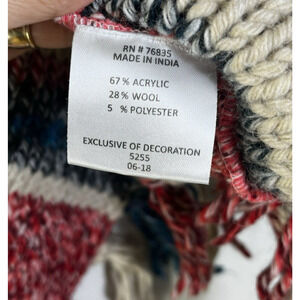 RN # 76835
MADE IN INDIA
67% ACRYLIC
28% WOOL
5 % POLYESTER
EXCLUSIVE OF DECORATION
5255
06-18